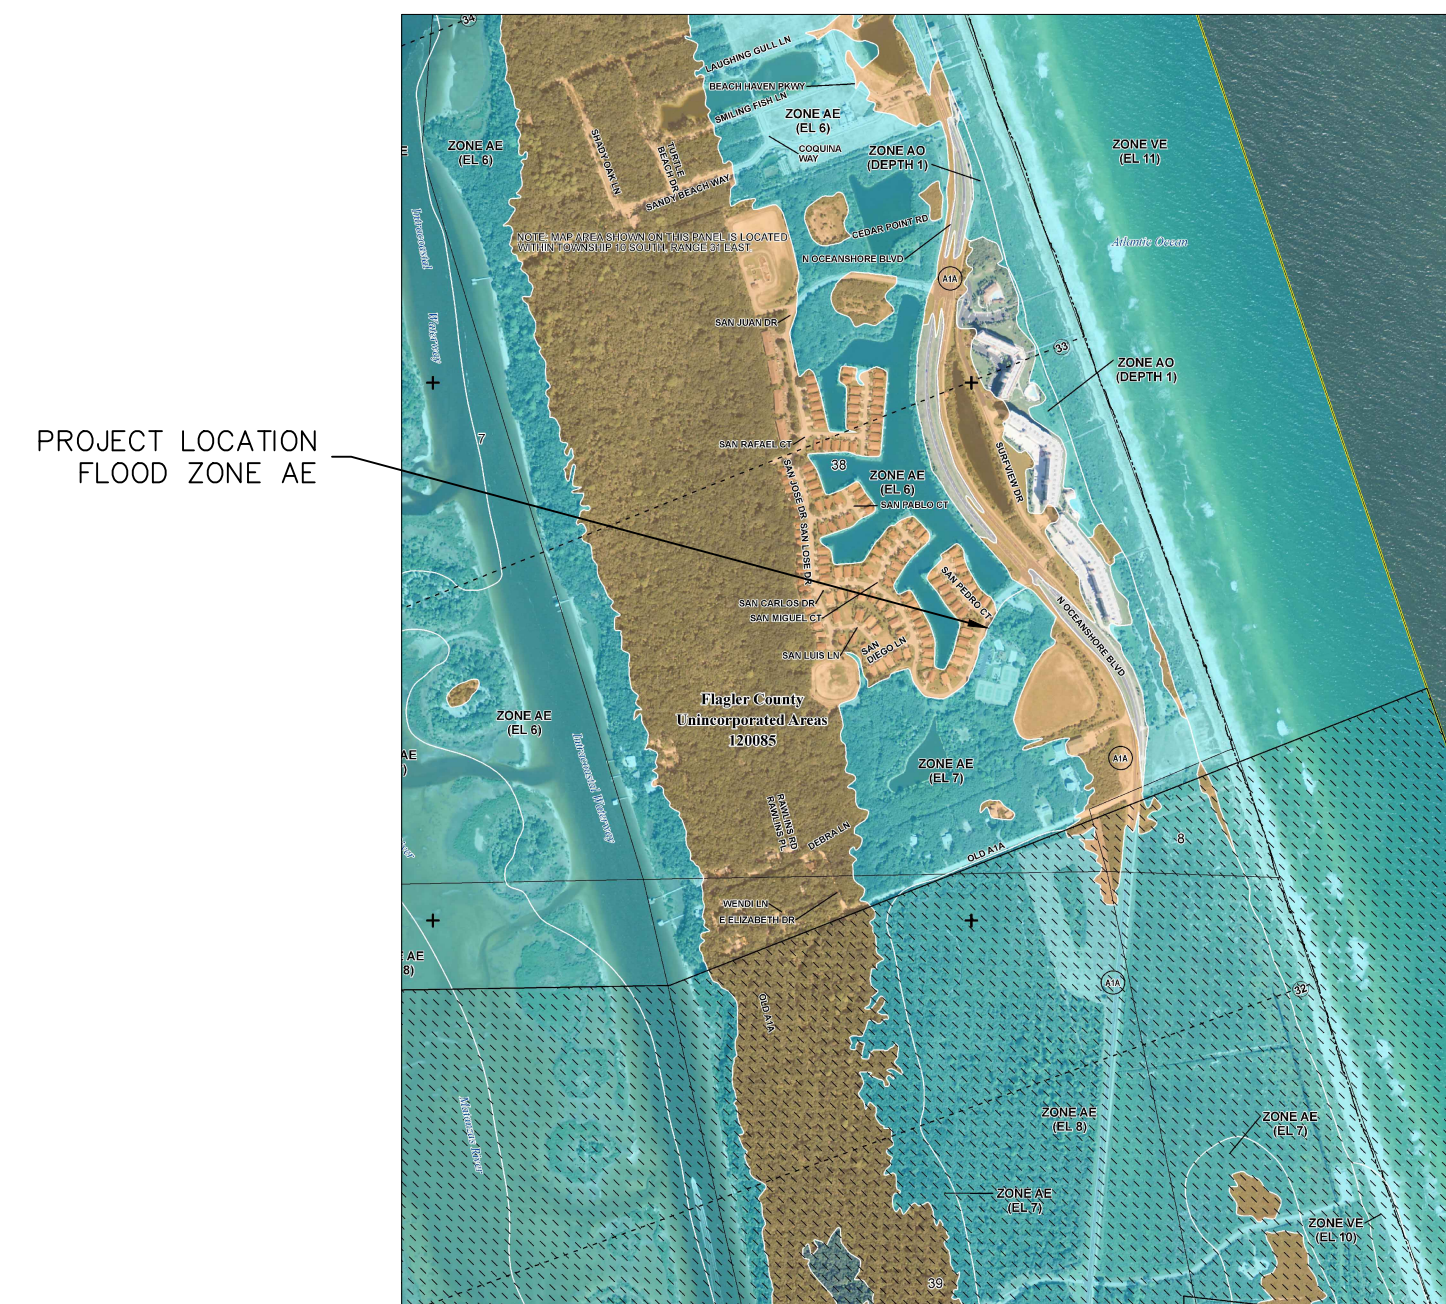 PROJECT LOCATION
FLOOD ZONE AE
34
LAUGHING GULL LN
BEACH HAVEN PKWY
SMILING FISH LN
ZONE AE
(EL 6)
COQUINA
WAY
ZONE AO
(DEPTH 1)
ZONE VE
(EL 11)
ZONE AE
(EL 6)
SHADY OAK LN
TURTLE
BEACH DR
SANDY BEACH WAY
Intracoastal
Waterway
NOTE: MAP AREA SHOWN ON THIS PANEL IS LOCATED
WITHIN TOWNSHIP 10 SOUTH, RANGE 31 EAST.
CEDAR POINT RD
N OCEANSHORE BLVD
Atlantic Ocean
A1A
SAN JUAN DR
33
ZONE AO
(DEPTH 1)
7
SAN RAFAEL CT
38
ZONE AE
(EL 6)
SAN PABLO CT
SURFVIEW DR
SAN JOSE DR
SAN LOSE DR
SAN PEDRO CT
SAN CARLOS DR
SAN MIGUEL CT
N OCEANSHORE BLVD
SAN LUIS LN
SAN
DIEGO LN
Flagler County
Unincorporated Areas
120085
ZONE AE
(EL 6)
Intracoastal Waterway
AE
)
ZONE AE
(EL 7)
A1A
RAWLINS RD
RAWLINS PL
DEBRA LN
OLD A1A
8
WENDI LN
E ELIZABETH DR
AE
8)
A1A
32
OLD A1A
Matanzas River
ZONE AE
(EL 8)
ZONE AE
(EL 7)
ZONE AE
(EL 7)
ZONE VE
(EL 10)
39